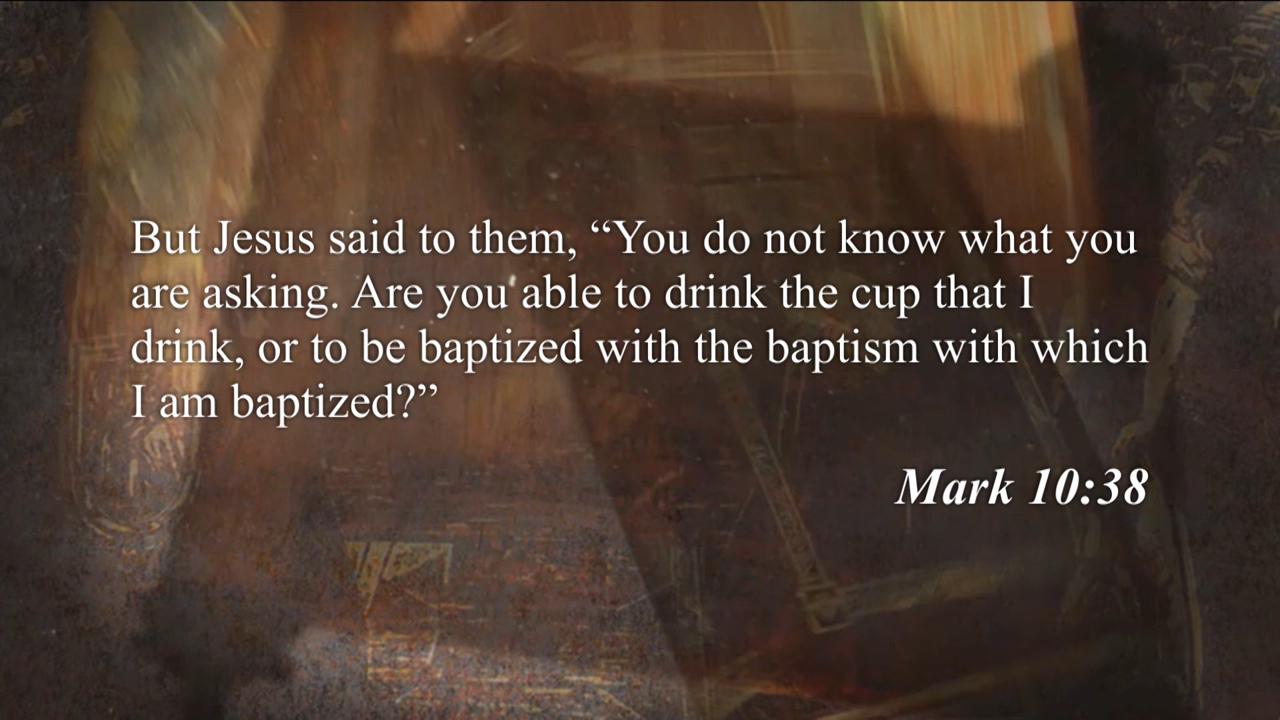 But Jesus said to them, “You do not know what you
are asking. Are you able to drink the cup that I
drink, or to be baptized with the baptism with which
I am baptized?”
Mark 10:38